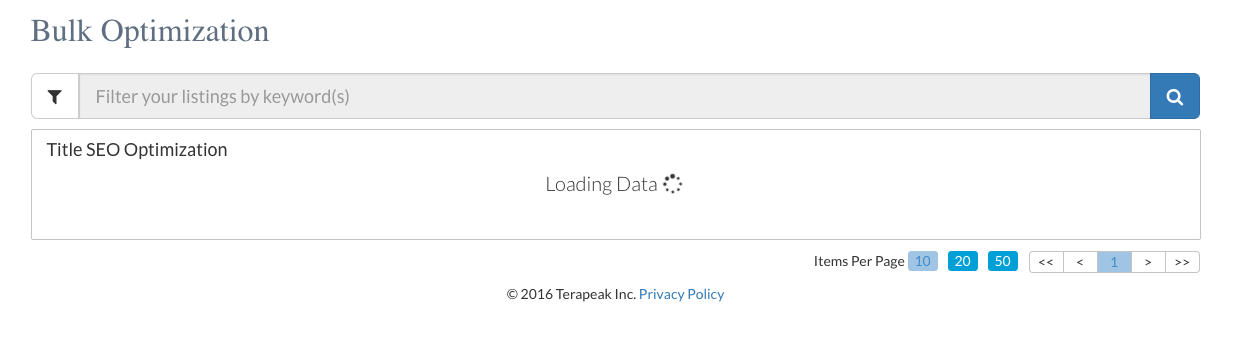 Bulk Optimization
Filter your listings by keyword(s)
Title SEO Optimization
Loading Data
Items Per Page 10 20 50 << < 1 > >>
© 2016 Terapeak Inc. Privacy Policy